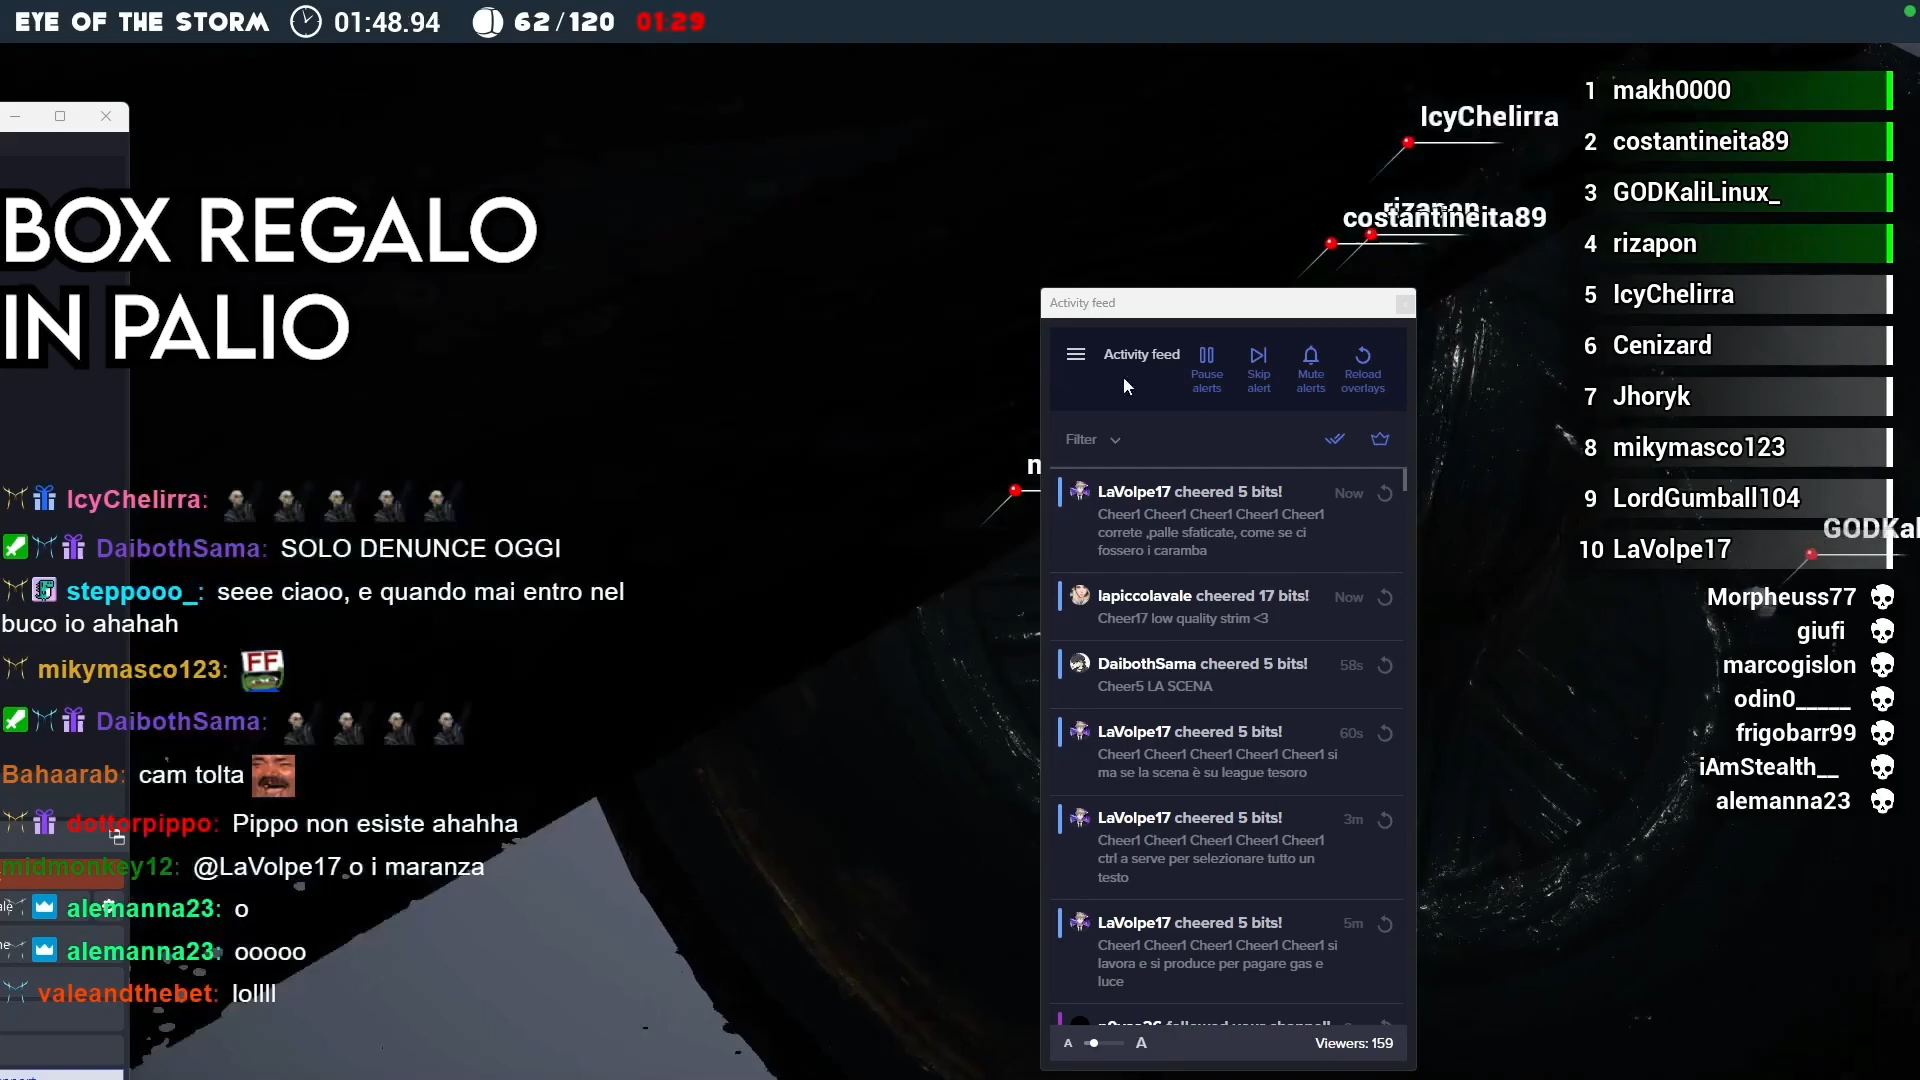 EYE OF THE STORM 01:48.94 62/120 01:29
BOX REGALO
IN PALIO
IcyChelirra:
DaibothSama: SOLO DENUNCE OGGI
steppooo_: seee ciaoo, e quando mai entro nel
buco io ahahah
mikymasco123: FF
DaibothSama:
Bahaarab: cam tolta
dottorpippo: Pippo non esiste ahahha
midmonkey12: @LaVolpe17 o i maranza
alemanna23: o
alemanna23: ooooo
valeandthebet: lollll
IcyChelirra
rizapon
costantineita89
GODKal
Activity feed
Activity feed
Pause
alerts
Skip
alert
Mute
alerts
Reload
overlays
Filter
LaVolpe17 cheered 5 bits! Now
Cheer1 Cheer1 Cheer1 Cheer1 Cheer1
correte ,palle sfaticate, come se ci
fossero i caramba
lapiccolavale cheered 17 bits! Now
Cheer17 low quality strim <3
DaibothSama cheered 5 bits! 58s
Cheer5 LA SCENA
LaVolpe17 cheered 5 bits! 60s
Cheer1 Cheer1 Cheer1 Cheer1 Cheer1 si
ma se la scena è su league tesoro
LaVolpe17 cheered 5 bits! 3m
Cheer1 Cheer1 Cheer1 Cheer1 Cheer1
ctrl a serve per selezionare tutto un
testo
LaVolpe17 cheered 5 bits! 5m
Cheer1 Cheer1 Cheer1 Cheer1 Cheer1 si
lavora e si produce per pagare gas e
luce
followed your channel!
A A Viewers: 159
1 makh0000
2 costantineita89
3 GODKaliLinux_
4 rizapon
5 IcyChelirra
6 Cenizard
7 Jhoryk
8 mikymasco123
9 LordGumball104
10 LaVolpe17
Morpheuss77
giufi
marcogislon
odin0_____
frigobarr99
iAmStealth__
alemanna23